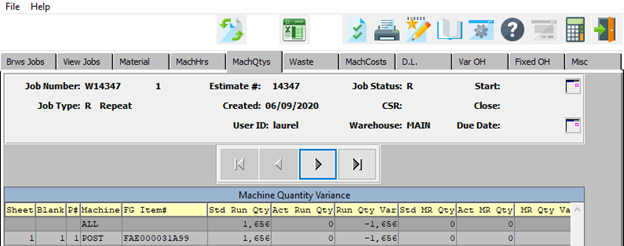 File Help
Brws Jobs View Jobs Material MachHrs MachQtys Waste MachCosts D.L. Var OH Fixed OH Misc
Job Number: W14347 1 Estimate #: 14347 Job Status: R Start:
Job Type: R Repeat Created: 06/09/2020 CSR: Close:
User ID: laurel Warehouse: MAIN Due Date:
Machine Quantity Variance
Sheet Blank P# Machine FG Item# Std Run Qty Act Run Qty Run Qty Var Std MR Qty Act MR Qty MR Qty Va
ALL 1,656 0 -1,656 0 0
1 1 1 POST FAE000031A99 1,656 0 -1,656 0 0